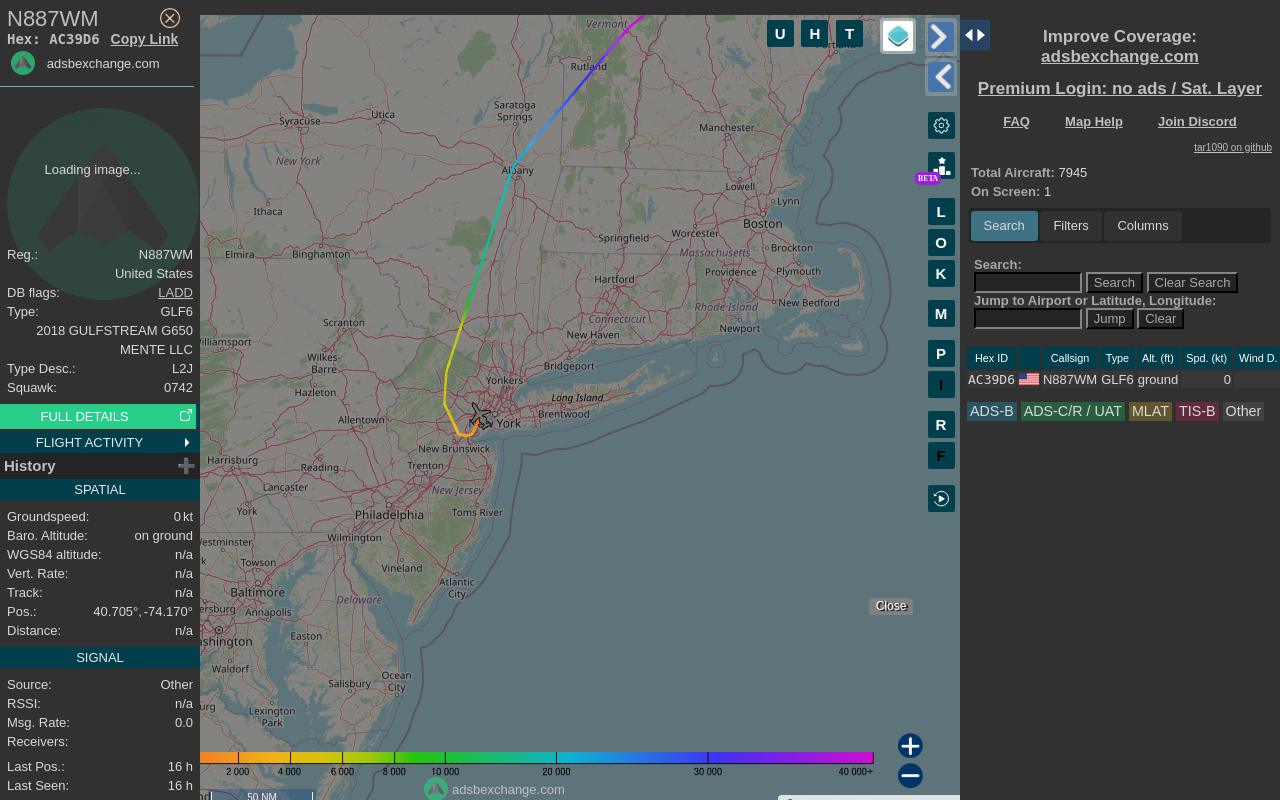 N887WM
Hex: AC39D6 Copy Link
adsbexchange.com
Loading image...
Reg.: N887WM
United States
DB flags: LADD
Type: GLF6
2018 GULFSTREAM G650
MENTE LLC
Type Desc.: L2J
Squawk: 0742
FULL DETAILS
FLIGHT ACTIVITY
History
SPATIAL
Groundspeed: 0 kt
Baro. Altitude: on ground
WGS84 altitude: n/a
Vert. Rate: n/a
Track: n/a
Pos.: 40.705°, -74.170°
Distance: n/a
SIGNAL
Source: Other
RSSI: n/a
Msg. Rate: 0.0
Receivers:
Last Pos.: 16 h
Last Seen: 16 h
Vermont
Rutland
Saratoga
Springs
Syracuse
Utica
Manchester
New York
Albany
Lowell
Lynn
Ithaca
Boston
Springfield
Worcester
Brockton
Elmira
Binghamton
Massachusetts
Hartford
Providence
Plymouth
Rhode Island
New Bedford
Scranton
Connecticut
Newport
New Haven
Williamsport
Wilkes-
Barre
Bridgeport
Yonkers
Hazleton
Long Island
Brentwood
Allentown
York
New Brunswick
Harrisburg
Reading
Trenton
Lancaster
New Jersey
York
Philadelphia
Toms River
Wilmington
Westminster
Towson
Vineland
Atlantic
City
Baltimore
Delaware
Annapolis
Easton
Waldorf
Salisbury
Ocean
City
Lexington
Park
U H T
BETA
L
O
K
M
P
I
R
F
Close
2 000 4 000 6 000 8 000 10 000 20 000 30 000 40 000+
adsbexchange.com
50 NM
Improve Coverage:
adsbexchange.com
Premium Login: no ads / Sat. Layer
FAQ Map Help Join Discord
tar1090 on github
Total Aircraft: 7945
On Screen: 1
Search Filters Columns
Search:
Search Clear Search
Jump to Airport or Latitude, Longitude:
Jump Clear
Hex ID Callsign Type Alt. (ft) Spd. (kt) Wind D.
AC39D6 N887WM GLF6 ground 0
ADS-B ADS-C/R / UAT MLAT TIS-B Other